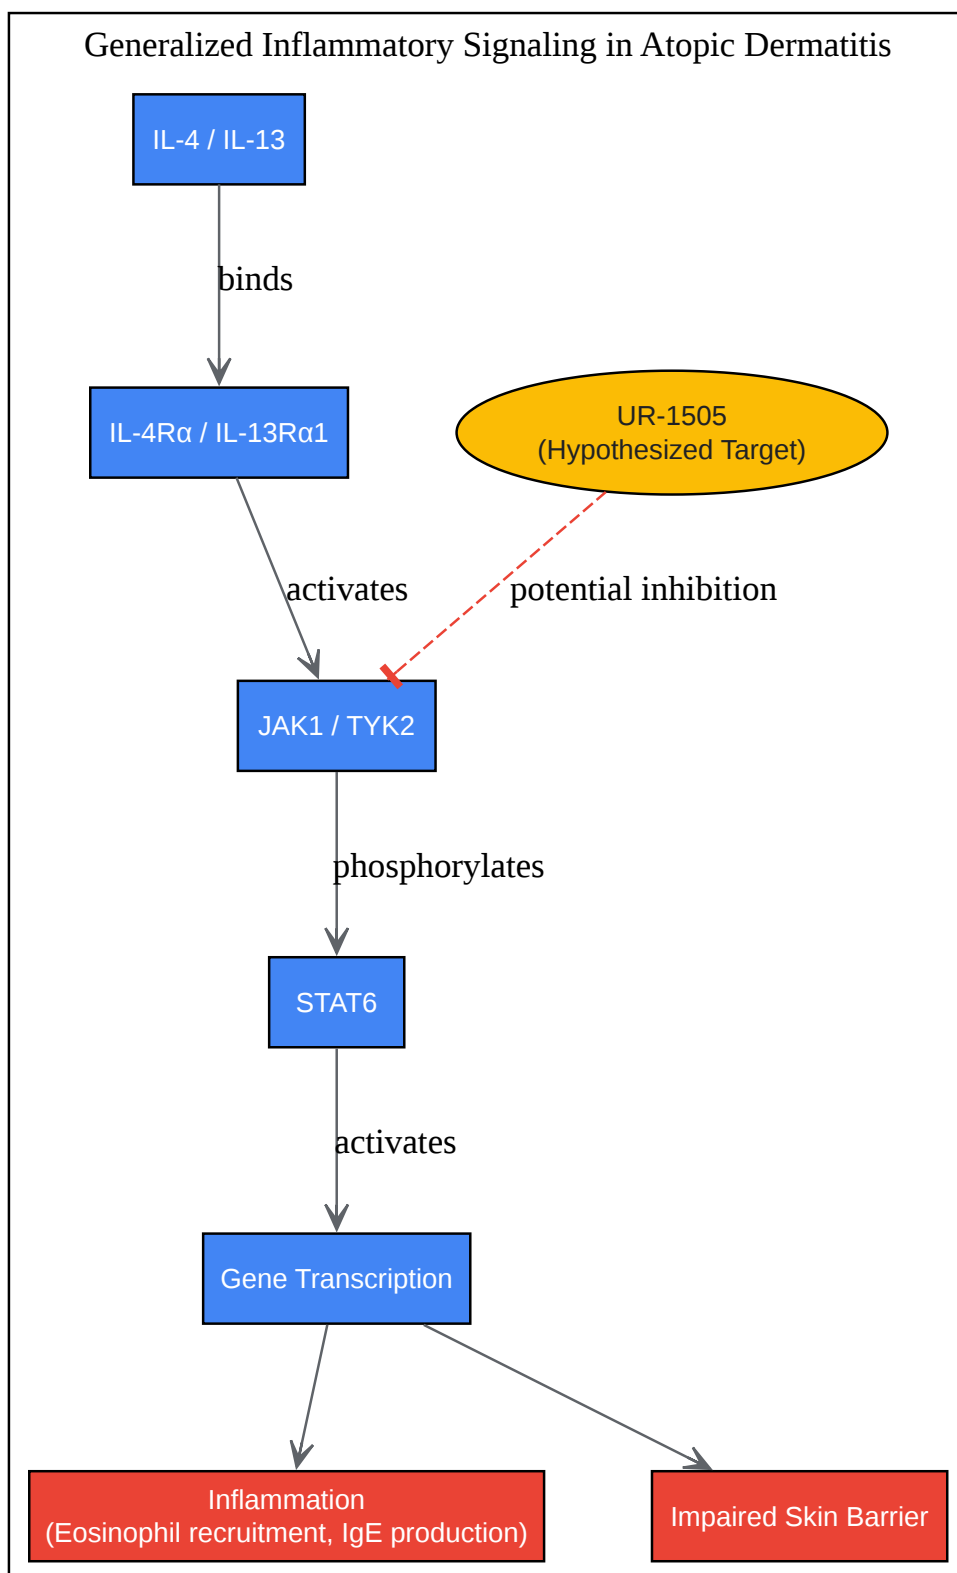 Generalized Inflammatory Signaling in Atopic Dermatitis
IL-4 / IL-13
binds
IL-4Rα / IL-13Rα1
UR-1505
(Hypothesized Target)
activates
potential inhibition
JAK1 / TYK2
phosphorylates
STAT6
activates
Gene Transcription
Inflammation
(Eosinophil recruitment, IgE production)
Impaired Skin Barrier